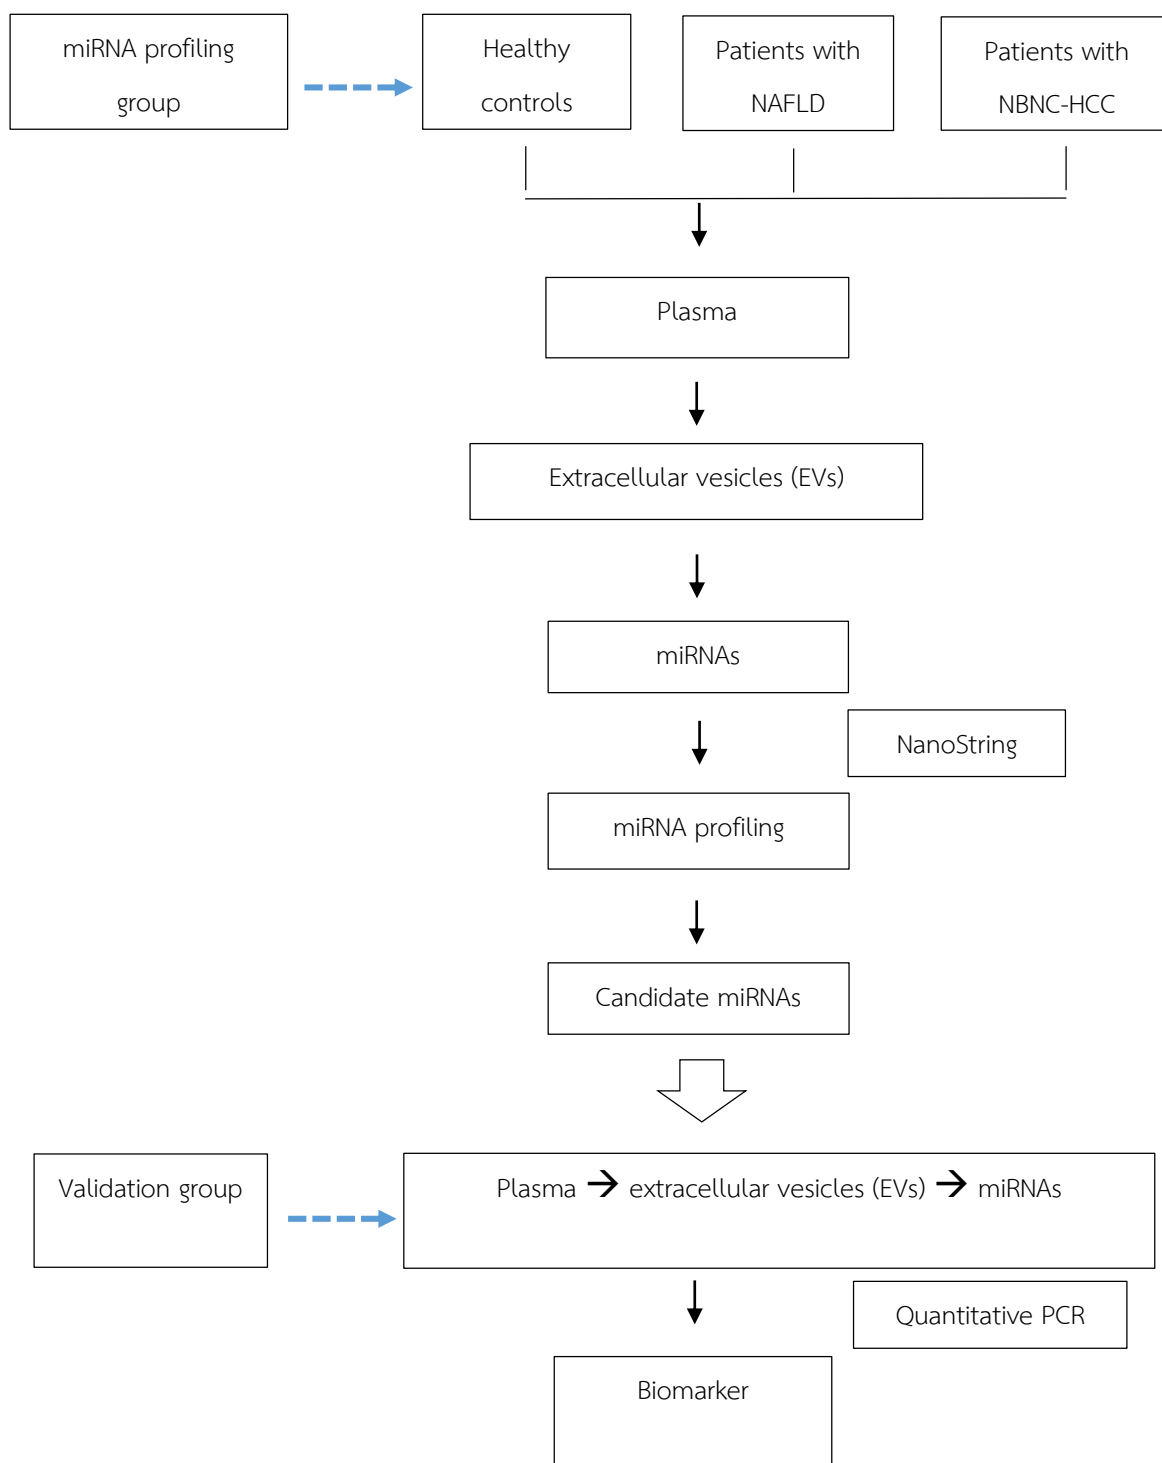 miRNA profiling
group
Healthy
controls
Patients with
NAFLD
Patients with
NBNC-HCC
Plasma
Extracellular vesicles (EVs)
miRNAs
NanoString
miRNA profiling
Candidate miRNAs
Validation group
Plasma → extracellular vesicles (EVs) → miRNAs
Quantitative PCR
Biomarker